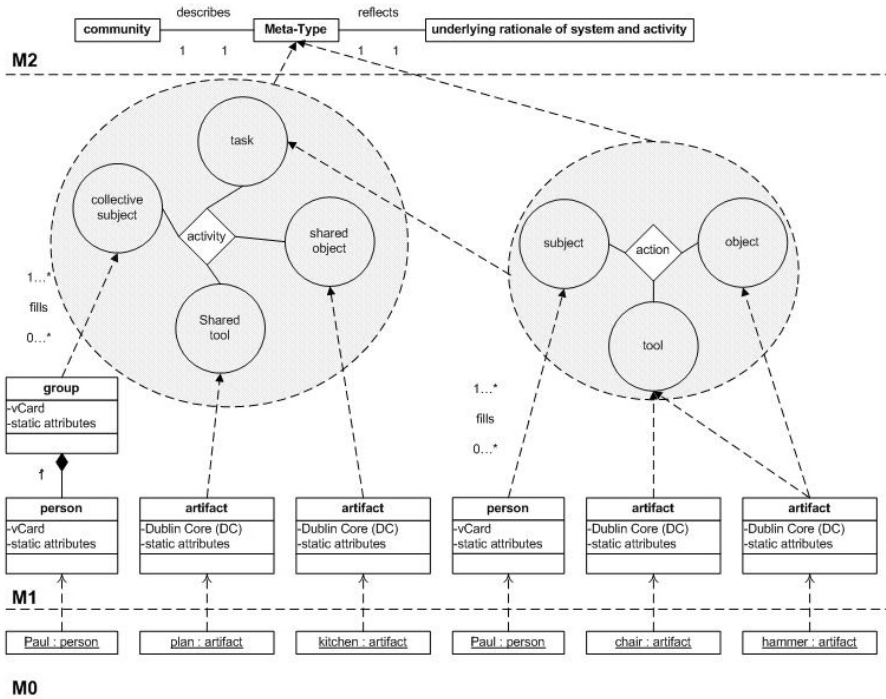 describes
reflects
community
Meta-Type
underlying rationale of system and activity
1 1
1 1
M2
task
collective
subject
activity
shared
object
Shared
tool
subject
action
object
tool
1...*
fills
0...*
1...*
fills
0...*
group
-vCard
-static attributes
person
-vCard
-static attributes
artifact
-Dublin Core (DC)
-static attributes
artifact
-Dublin Core (DC)
-static attributes
person
-vCard
-static attributes
artifact
-Dublin Core (DC)
-static attributes
artifact
-Dublin Core (DC)
-static attributes
M1
Paul : person
plan : artifact
kitchen : artifact
Paul : person
chair : artifact
hammer : artifact
M0